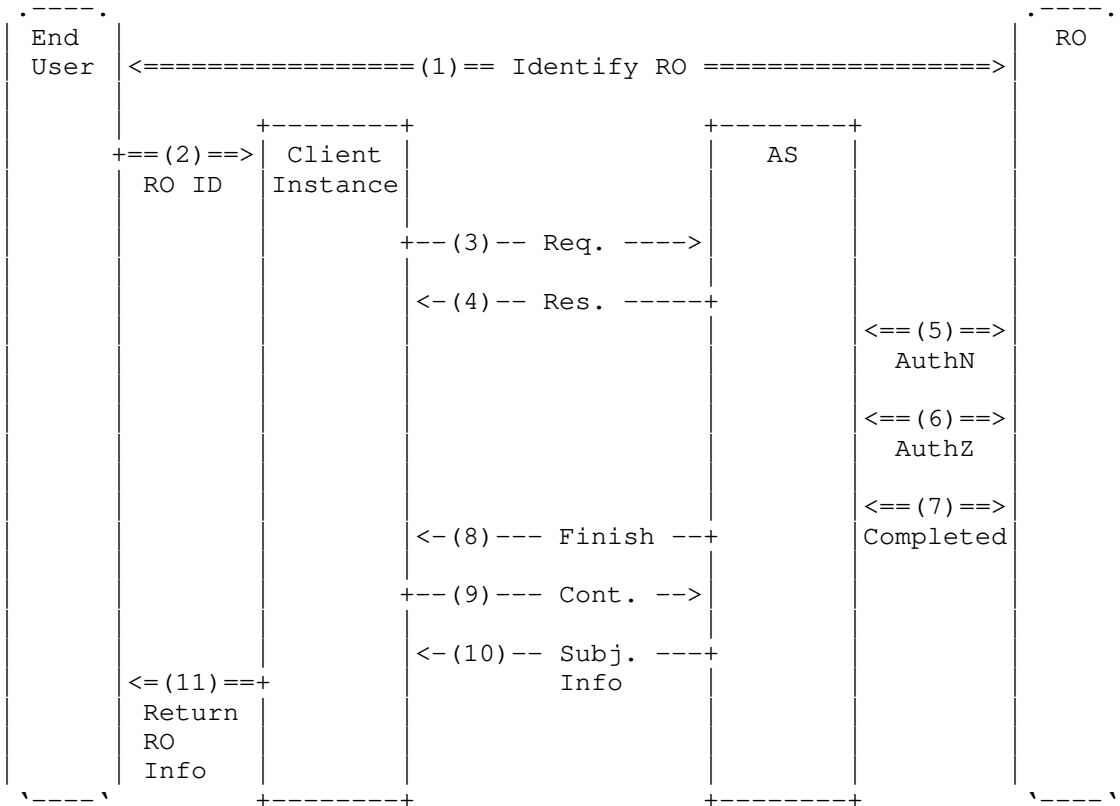 .----.                                                   .----.
| End  |                                                 |  RO  |
| User |<=================(1)== Identify RO ==================>|      |
|      |                                                 |      |
|      |         +--------+                  +--------+         |      |
|      +==(2)==>| Client |                  |   AS   |         |      |
|      | RO ID  |Instance|                  |        |         |      |
|      |        |        |                  |        |         |      |
|      |        |        +--(3)-- Req. ---->|        |         |      |
|      |        |        |                  |        |         |      |
|      |        |        |<-(4)-- Res. -----+        |         |      |
|      |        |        |                  |        |<==(5)==>|      |
|      |        |        |                  |        |  AuthN  |      |
|      |        |        |                  |        |         |      |
|      |        |        |                  |        |<==(6)==>|      |
|      |        |        |                  |        |  AuthZ  |      |
|      |        |        |                  |        |         |      |
|      |        |        |                  |        |<==(7)==>|      |
|      |        |        |<-(8)--- Finish --+        |Completed|      |
|      |        |        |                  |        |         |      |
|      |        |        +--(9)--- Cont. -->|        |         |      |
|      |        |        |                  |        |         |      |
|      |        |        |<-(10)-- Subj. ---+        |         |      |
|      |<=(11)==+        |         Info     |        |         |      |
|      | Return |        |                  |        |         |      |
|      | RO     |        |                  |        |         |      |
|      | Info   |        |                  |        |         |      |
 `----`         +--------+                  +--------+          `----`